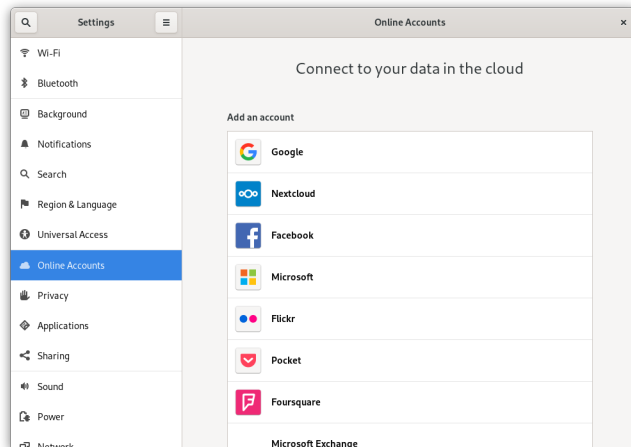 Settings
Online Accounts
Wi-Fi
Bluetooth
Background
Notifications
Search
Region & Language
Universal Access
Online Accounts
Privacy
Applications
Sharing
Sound
Power
Network
Connect to your data in the cloud
Add an account
Google
Nextcloud
Facebook
Microsoft
Flickr
Pocket
Foursquare
Microsoft Exchange